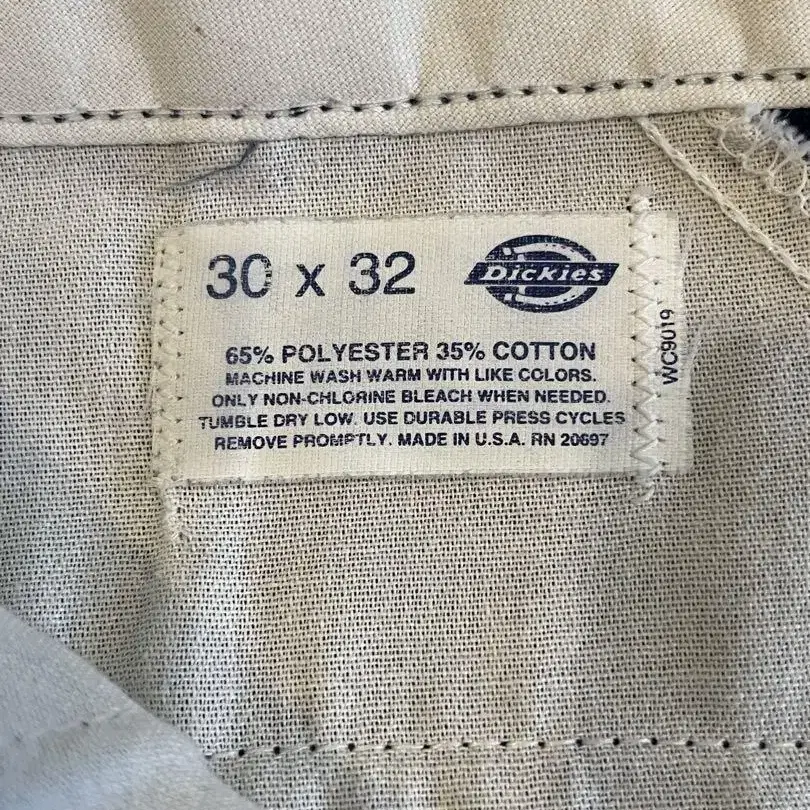 30 x 32
Dickies
65% POLYESTER 35% COTTON
MACHINE WASH WARM WITH LIKE COLORS.
ONLY NON-CHLORINE BLEACH WHEN NEEDED.
TUMBLE DRY LOW. USE DURABLE PRESS CYCLES
REMOVE PROMPTLY. MADE IN U.S.A. RN 20697
WC9019